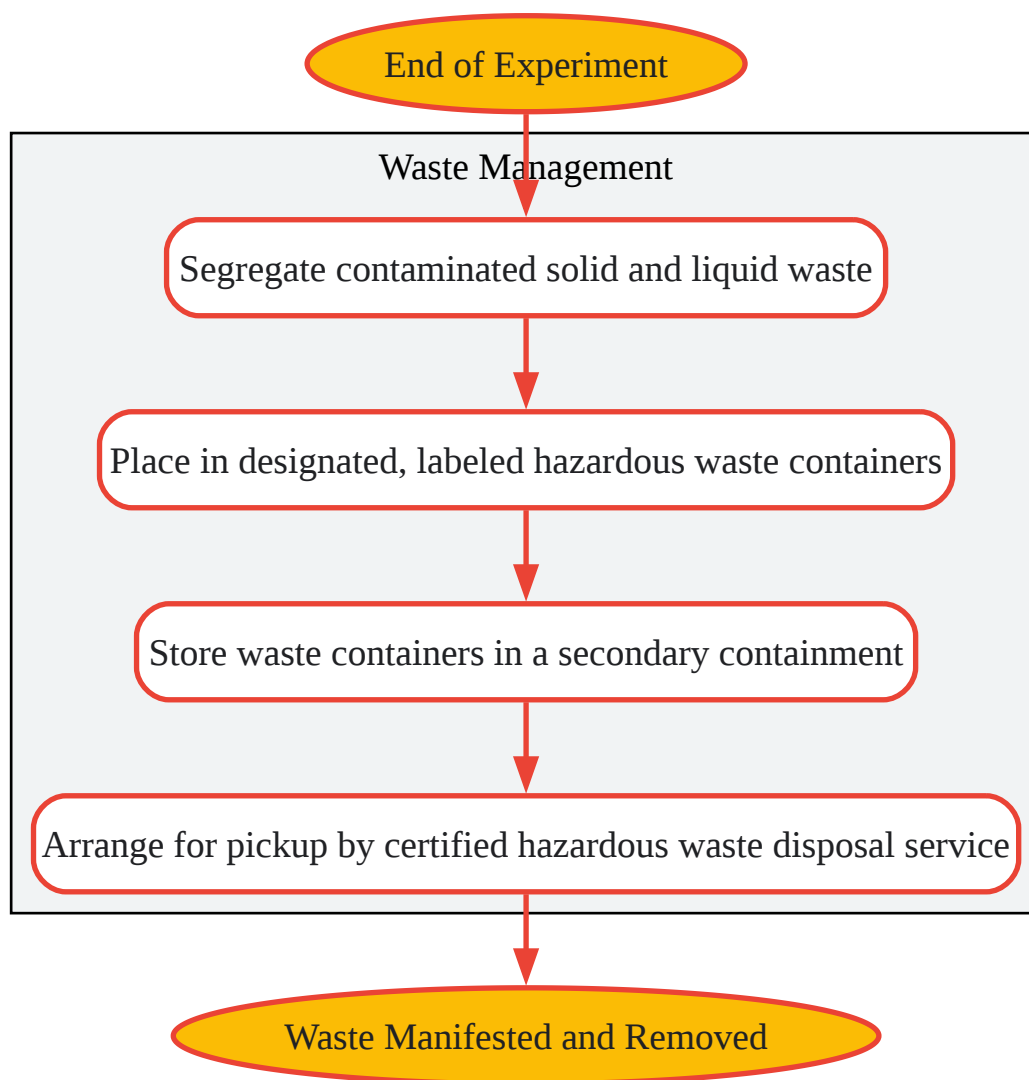 End of Experiment
Waste Management
Segregate contaminated solid and liquid waste
Place in designated, labeled hazardous waste containers
Store waste containers in a secondary containment
Arrange for pickup by certified hazardous waste disposal service
Waste Manifested and Removed